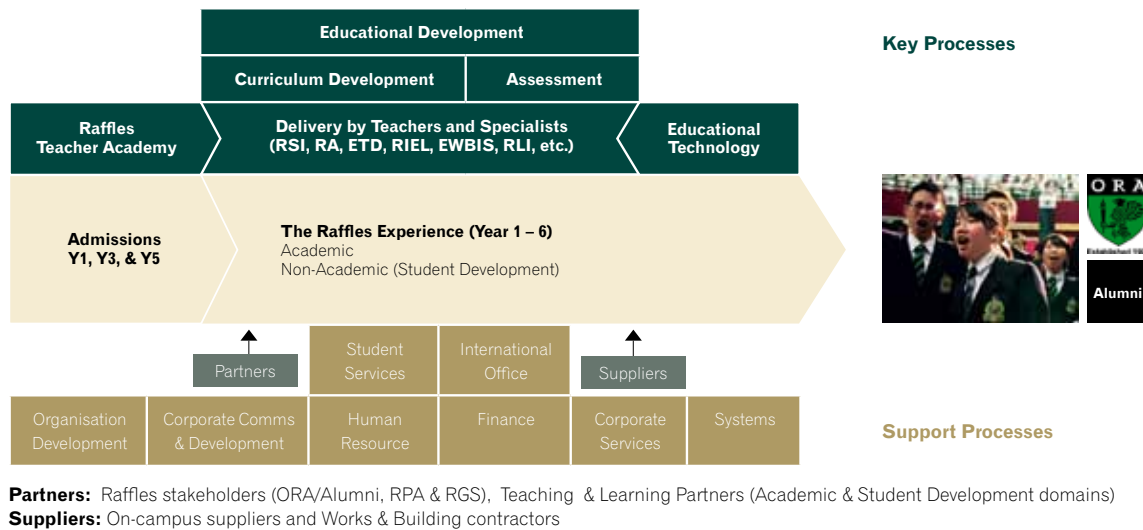 Educational Development
Key Processes
Curriculum Development
Assessment
Raffles
Teacher Academy
Delivery by Teachers and Specialists
(RSI, RA, ETD, RIEL, EWBIS, RLI, etc.)
Educational
Technology
Admissions
Y1, Y3, & Y5
The Raffles Experience (Year 1 – 6)
Academic
Non-Academic (Student Development)
ORA
Alumni
Partners
Student
Services
International
Office
Suppliers
Organisation
Development
Corporate Comms
& Development
Human
Resource
Finance
Corporate
Services
Systems
Support Processes
Partners: Raffles stakeholders (ORA/Alumni, RPA & RGS), Teaching & Learning Partners (Academic & Student Development domains)
Suppliers: On-campus suppliers and Works & Building contractors